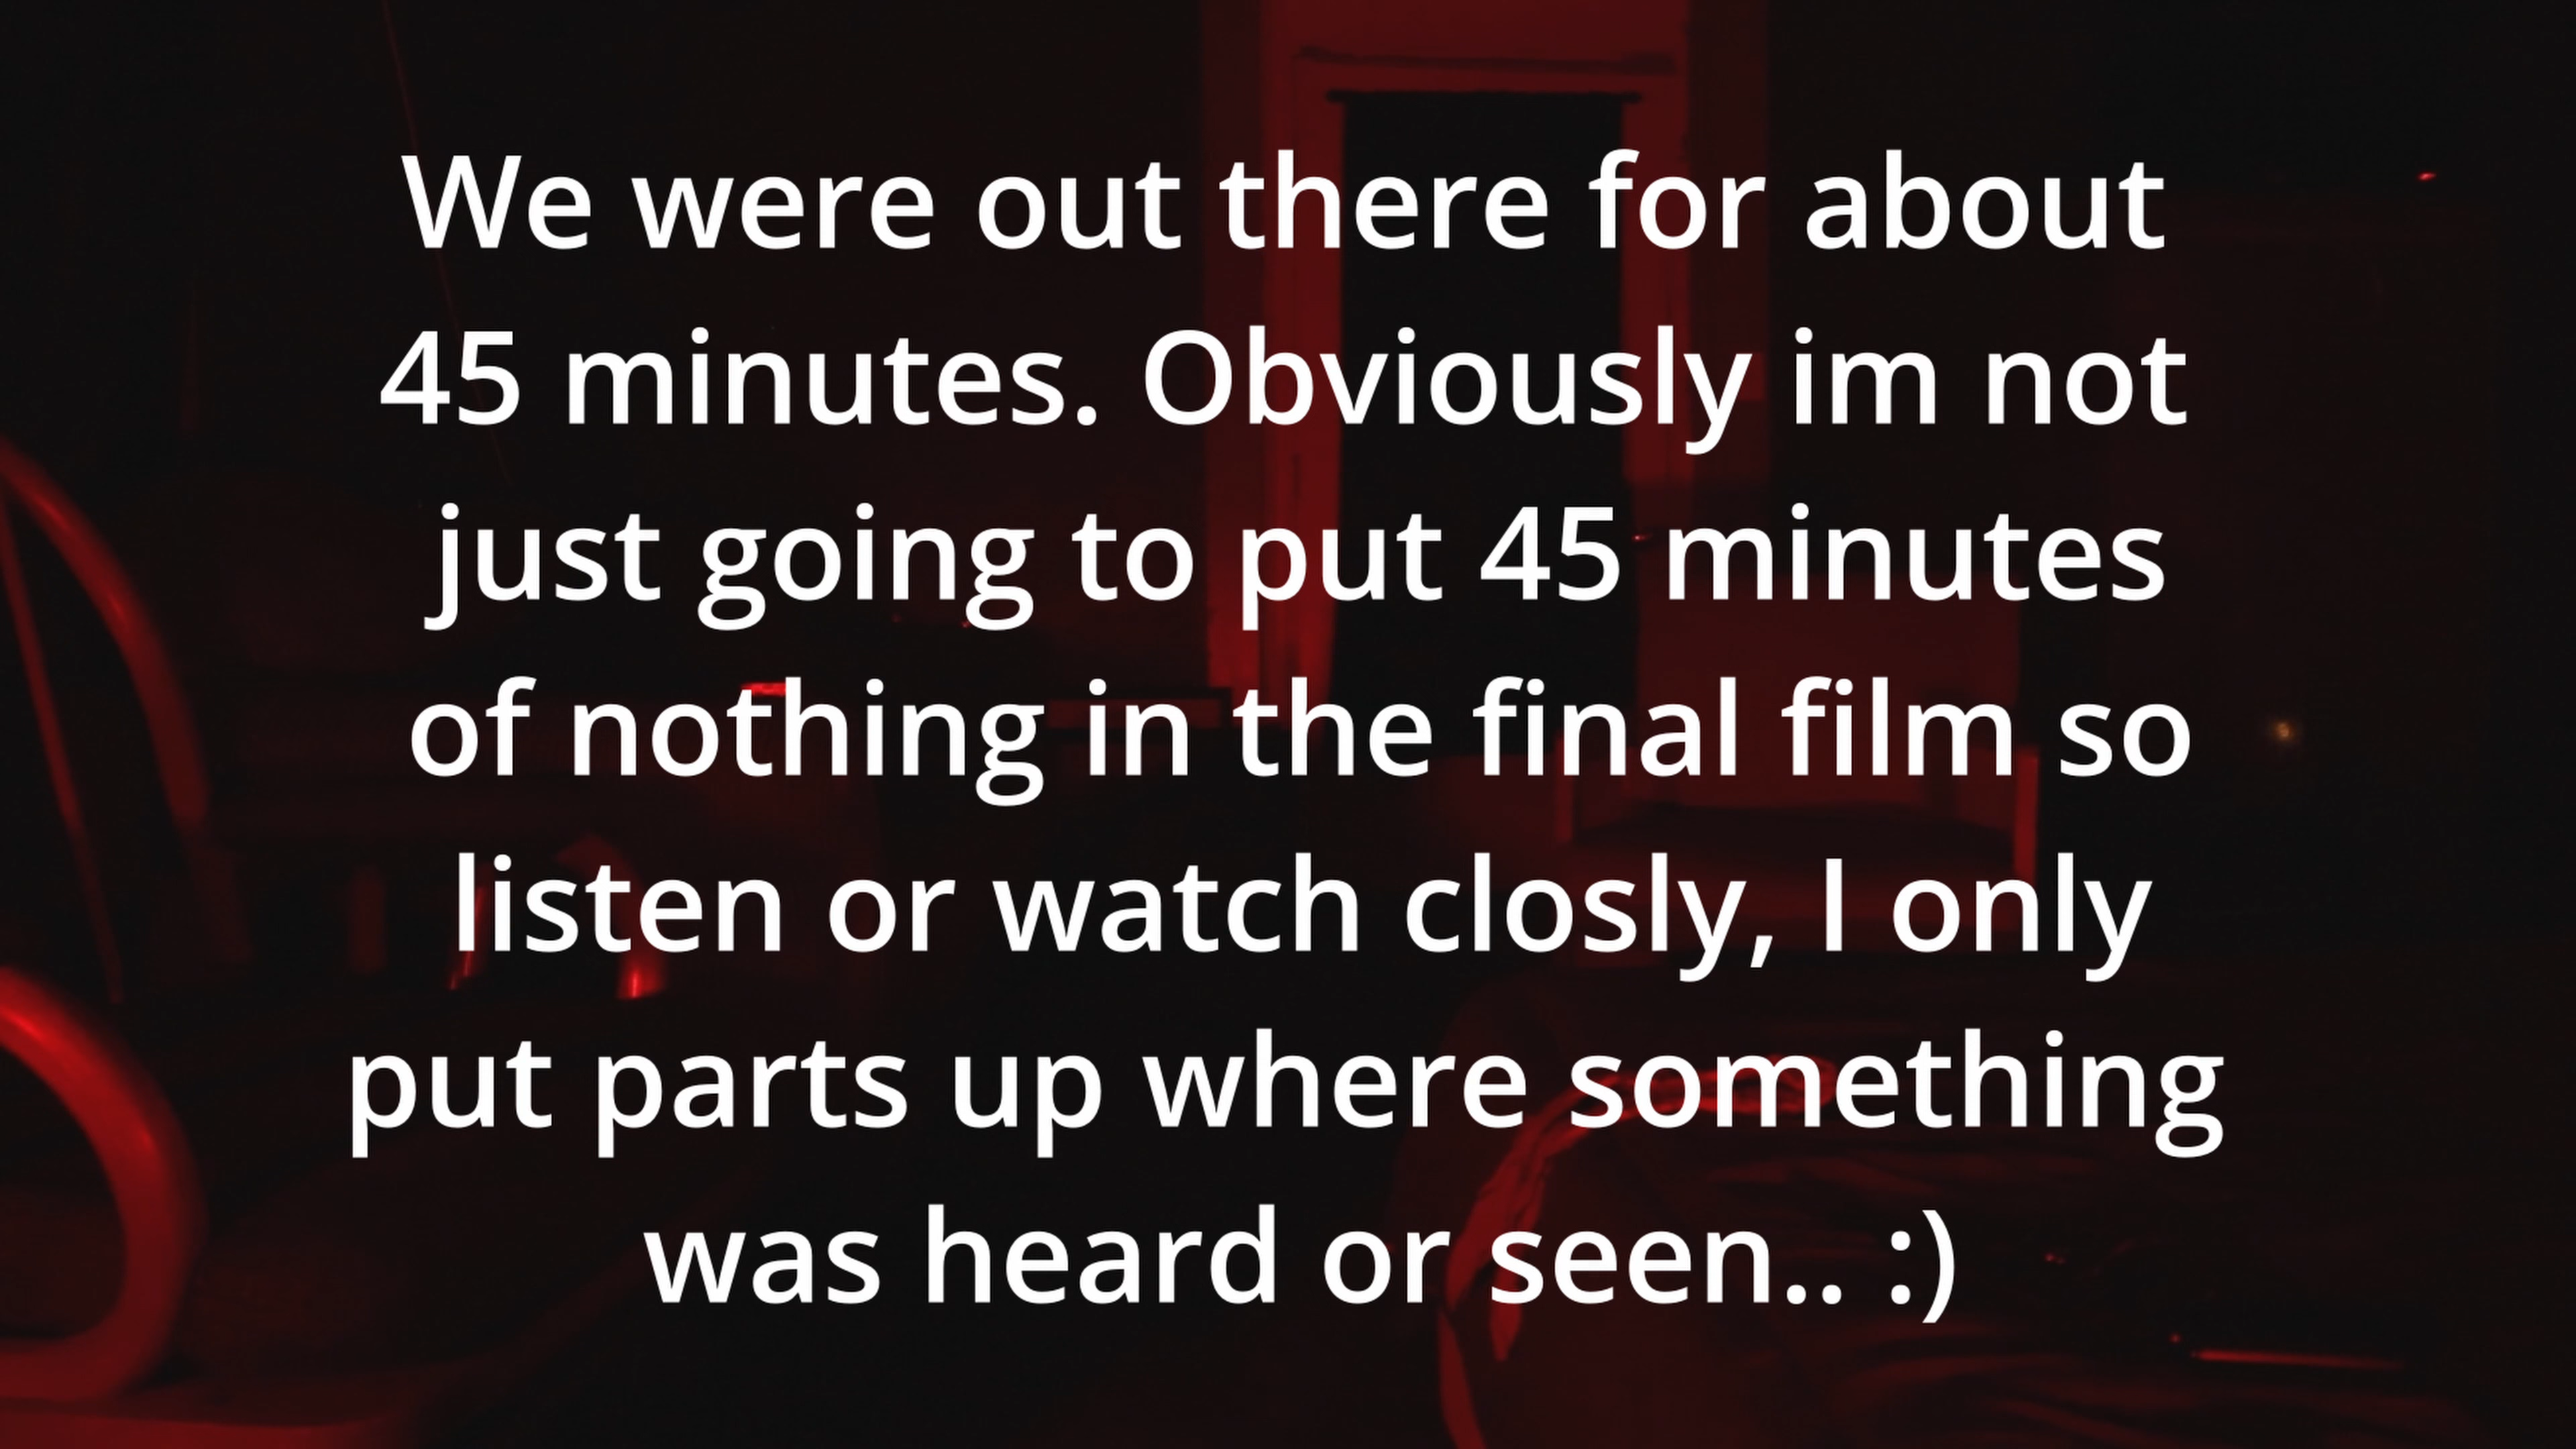 We were out there for about
45 minutes. Obviously im not
just going to put 45 minutes
of nothing in the final film so
listen or watch closly, I only
put parts up where something
was heard or seen.. :)